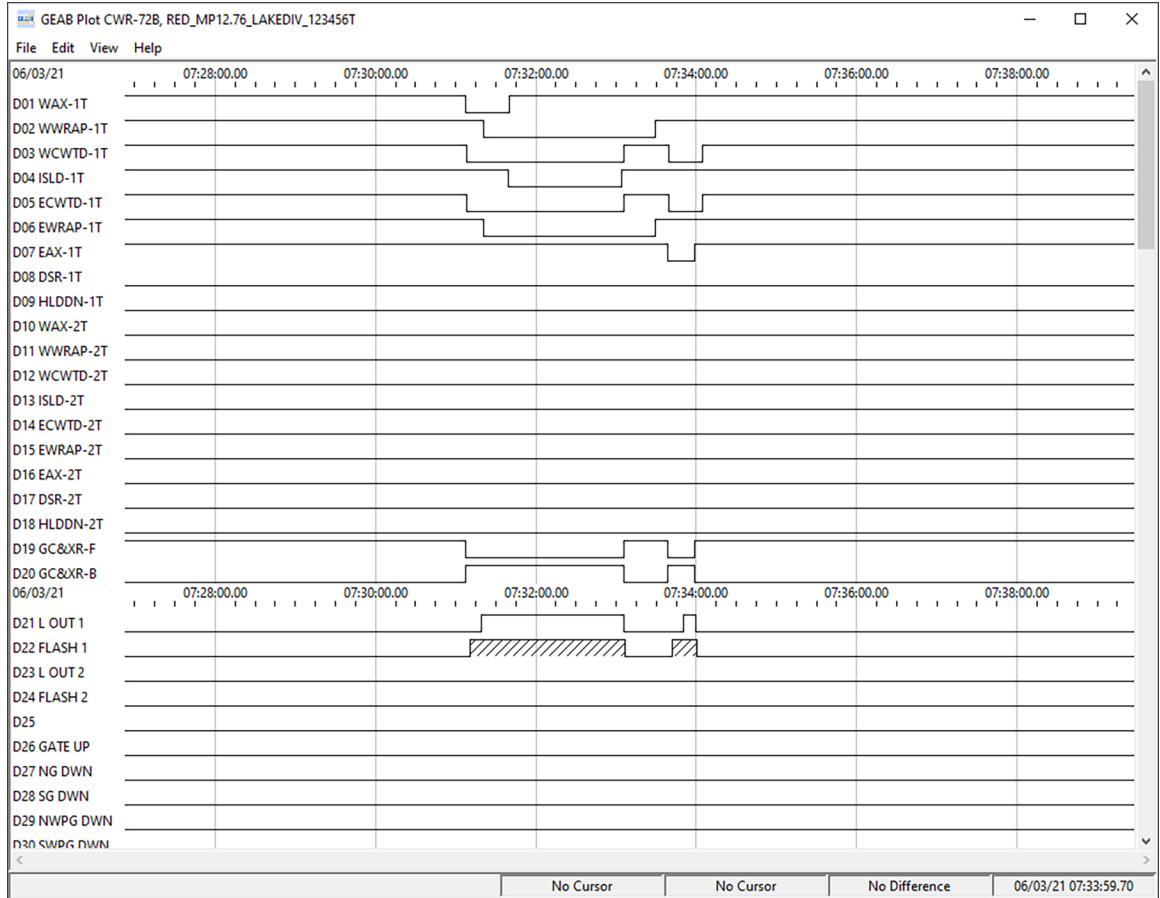 GEAB Plot CWR-72B, RED_MP12.76_LAKEDIV_123456T
File Edit View Help
06/03/21 07:28:00.00 07:30:00.00 07:32:00.00 07:34:00.00 07:36:00.00 07:38:00.00
D01 WAX-1T
D02 WWRAP-1T
D03 WCWTD-1T
D04 ISLD-1T
D05 ECWTD-1T
D06 EWRAP-1T
D07 EAX-1T
D08 DSR-1T
D09 HLDDN-1T
D10 WAX-2T
D11 WWRAP-2T
D12 WCWTD-2T
D13 ISLD-2T
D14 ECWTD-2T
D15 EWRAP-2T
D16 EAX-2T
D17 DSR-2T
D18 HLDDN-2T
D19 GC&XR-F
D20 GC&XR-B
06/03/21 07:28:00.00 07:30:00.00 07:32:00.00 07:34:00.00 07:36:00.00 07:38:00.00
D21 L OUT 1
D22 FLASH 1
D23 L OUT 2
D24 FLASH 2
D25
D26 GATE UP
D27 NG DWN
D28 SG DWN
D29 NWPG DWN
D30 SWPG DWN
No Cursor No Cursor No Difference 06/03/21 07:33:59.70